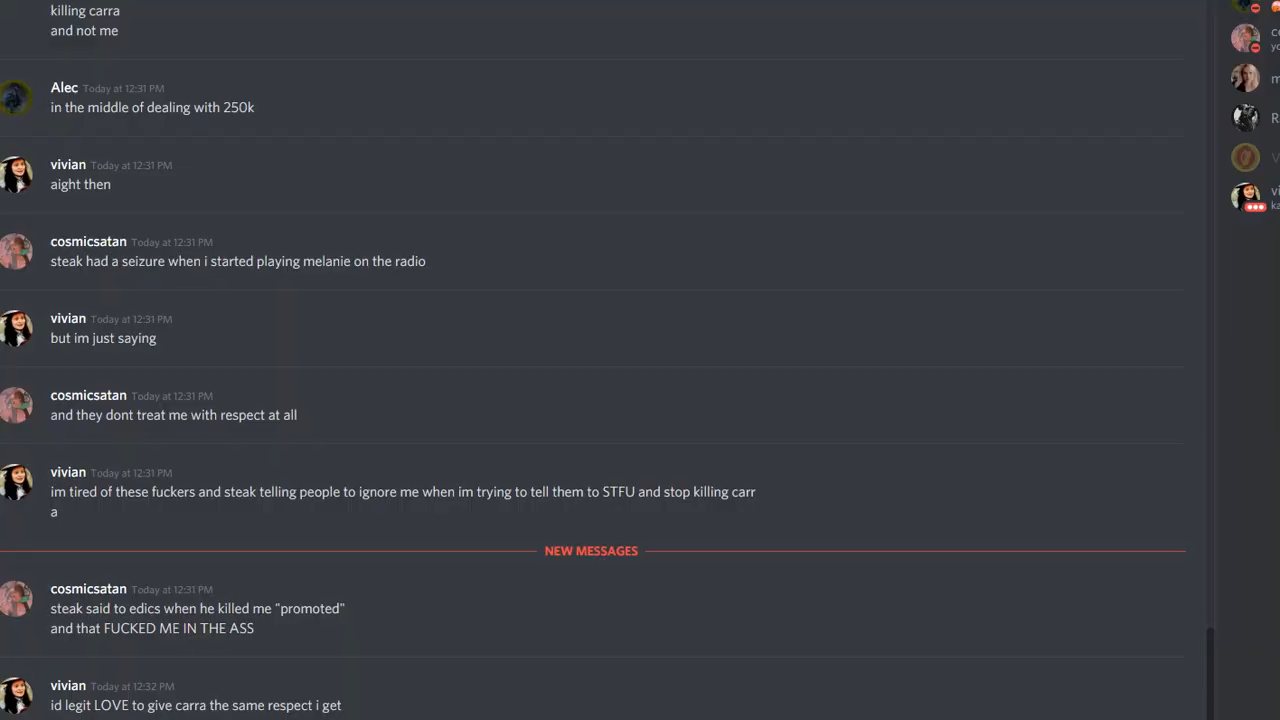 killing carra
and not me
Alec Today at 12:31 PM
in the middle of dealing with 250k
vivian Today at 12:31 PM
aight then
cosmicsatan Today at 12:31 PM
steak had a seizure when i started playing melanie on the radio
vivian Today at 12:31 PM
but im just saying
cosmicsatan Today at 12:31 PM
and they dont treat me with respect at all
vivian Today at 12:31 PM
im tired of these fuckers and steak telling people to ignore me when im trying to tell them to STFU and stop killing carr
a
NEW MESSAGES
cosmicsatan Today at 12:31 PM
steak said to edics when he killed me "promoted"
and that FUCKED ME IN THE ASS
vivian Today at 12:32 PM
id legit LOVE to give carra the same respect i get